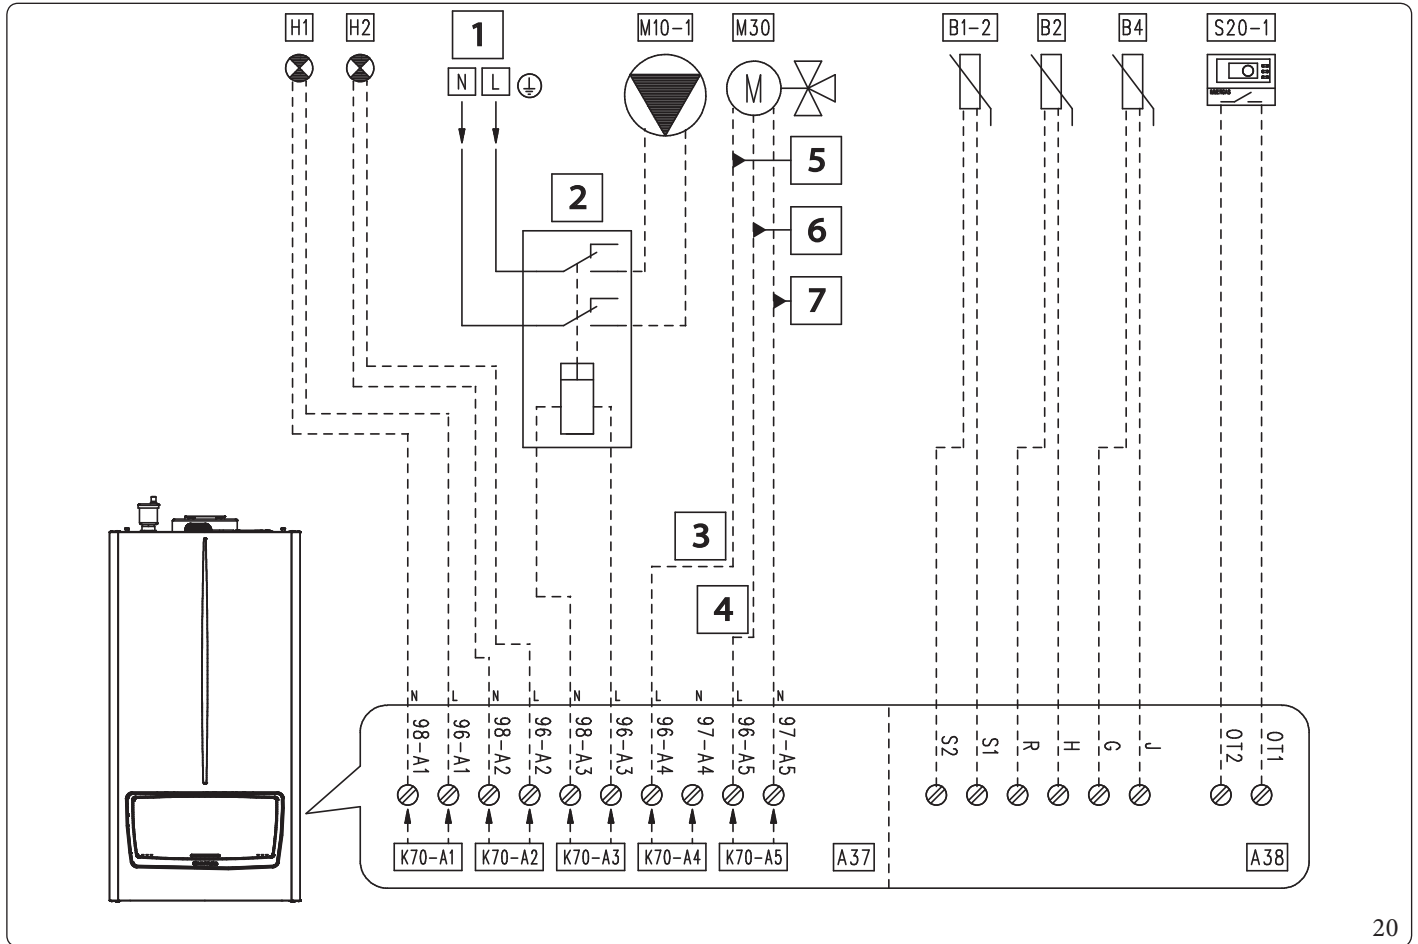 H1 H2 1 M10-1 M30 B1-2 B2 B4 S20-1
N L
M
5
2
6
7
3
4
N L N L N L L N L N
98-A1 96-A1 98-A2 96-A2 98-A3 96-A3 96-A4 97-A4 96-A5 97-A5 S2 S1 R H G J OT2 OT1
K70-A1 K70-A2 K70-A3 K70-A4 K70-A5 A37 A38
20